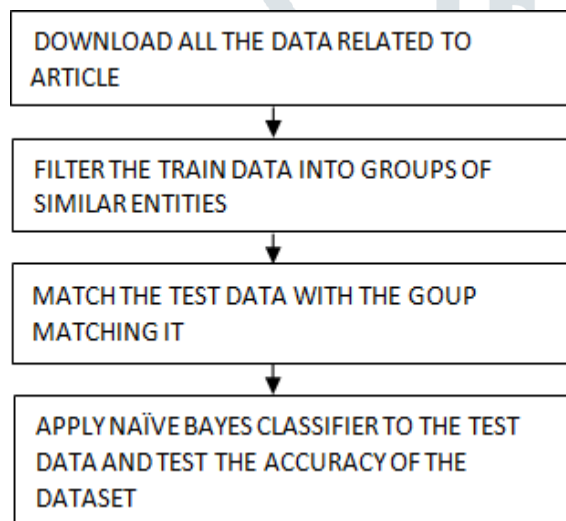 DOWNLOAD ALL THE DATA RELATED TO
ARTICLE
FILTER THE TRAIN DATA INTO GROUPS OF
SIMILAR ENTITIES
MATCH THE TEST DATA WITH THE GOUP
MATCHING IT
APPLY NAÏVE BAYES CLASSIFIER TO THE TEST
DATA AND TEST THE ACCURACY OF THE
DATASET